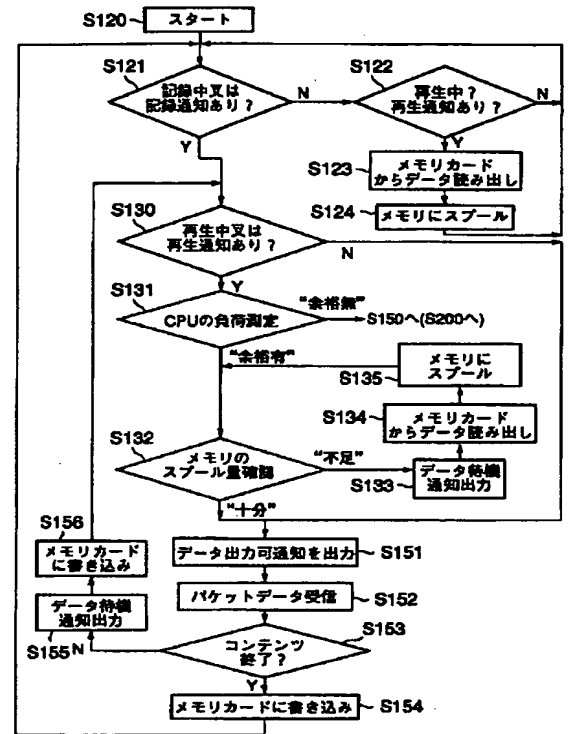 S120
スタート
S121
記録中又は
記録通知あり？
N
Y
S122
再生中？
再生通知あり？
N
Y
S123
メモリカード
からデータ読み出し
S124
メモリにスプール
S130
再生中又は
再生通知あり？
N
Y
S131
CPUの負荷測定
“余裕無”
S150へ(S200へ)
“余裕有”
メモリに
スプール
S135
S134
メモリカード
からデータ読み出し
S132
メモリの
スプール量確認
“不足”
データ待機
通知出力
S133
“十分”
データ出力可通知を出力
S151
パケットデータ受信
S152
S153
コンテンツ
終了？
N
Y
S156
メモリカード
に書き込み
データ待機
通知出力
S155
メモリカードに書き込み
S154